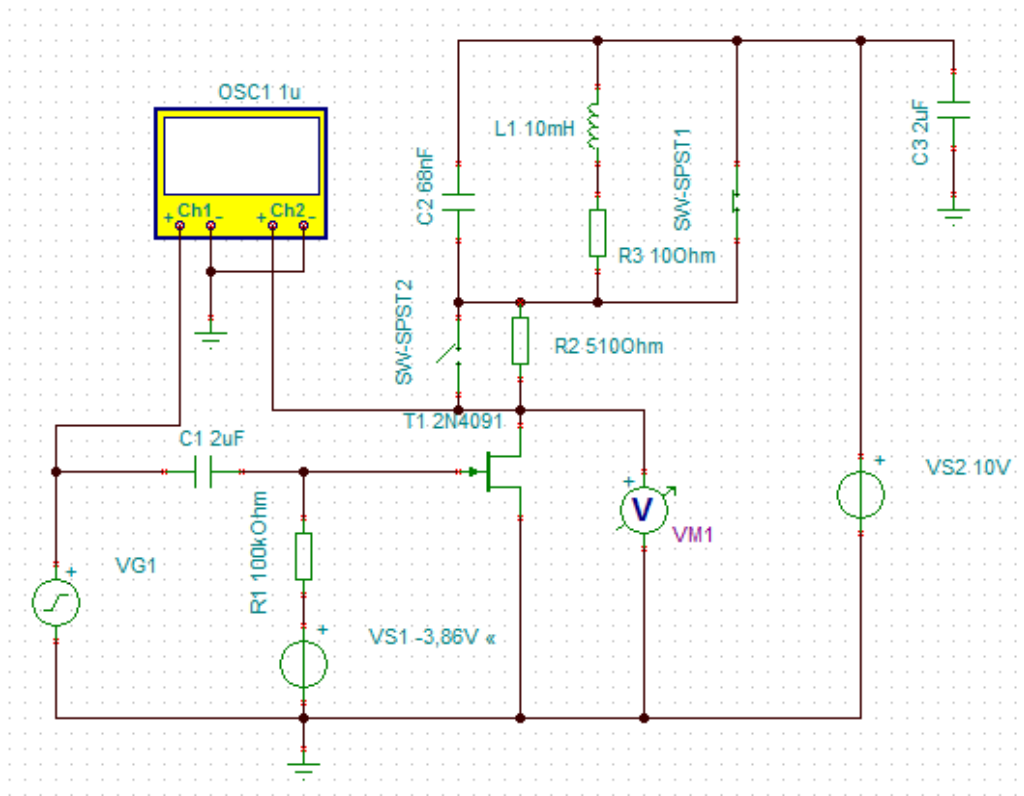 OSC1 1u
+ Ch1 - + Ch2 -
L1 10mH
C2 68nF
SW-SPST1
C3 2uF
R3 10Ohm
SW-SPST2
R2 510Ohm
T1 2N4091
C1 2uF
+
VS2 10V
+
V
VM1
R1 100kOhm
+
VG1
+
VS1 -3,86V «